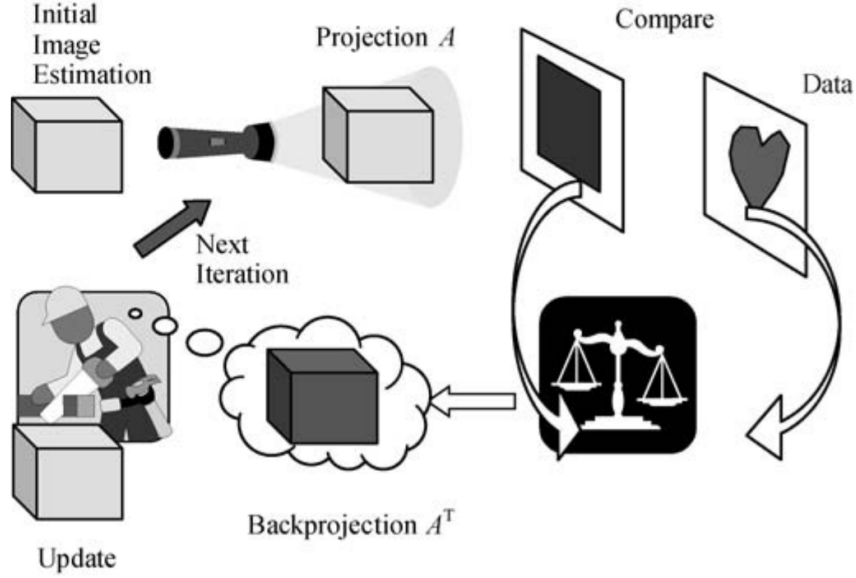 Initial
Image
Estimation
Projection A
Compare
Data
Next
Iteration
Backprojection Aᵀ
Update